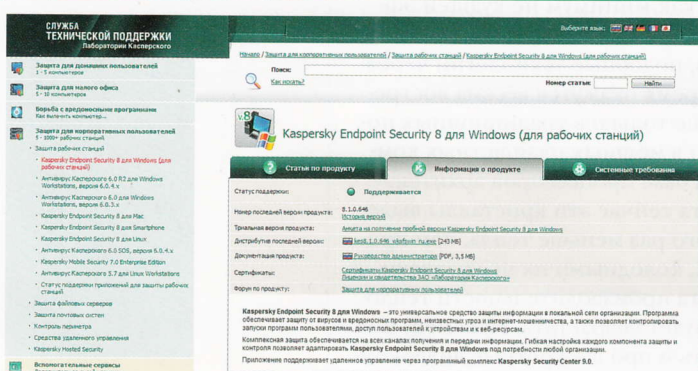 СЛУЖБА
ТЕХНИЧЕСКОЙ ПОДДЕРЖКИ
Лаборатории Касперского
Выберите язык:
Начало / Защита для корпоративных пользователей / Защита рабочих станций / Kaspersky Endpoint Security 8 для Windows (для рабочих станций)
Поиск:
Как искать?
Номер статьи:
Найти
Защита для домашних пользователей
1 - 5 компьютеров
Защита для малого офиса
5 - 10 компьютеров
Борьба с вредоносными программами
Как вылечить компьютер...
Защита для корпоративных пользователей
5 - 1000+ рабочих станций
Защита рабочих станций
Kaspersky Endpoint Security 8 для Windows (для
рабочих станций)
Антивирус Касперского 6.0 R2 для Windows
Workstations, версия 6.0.4.x
Антивирус Касперского 6.0 для Windows
Workstations, версия 6.0.3.x
Kaspersky Endpoint Security 8 для Mac
Kaspersky Endpoint Security 8 для Smartphone
Kaspersky Endpoint Security 8 для Linux
Антивирус Касперского 6.0 SOS, версия 6.0.4.x
Kaspersky Mobile Security 7.0 Enterprise Edition
Антивирус Касперского 5.7 для Linux Workstations
Статус поддержки приложений для защиты рабочих
станций
Защита файловых серверов
Защита почтовых систем
Контроль периметра
Средства удаленного управления
Kaspersky Hosted Security
Вспомогательные сервисы
v.8
Kaspersky Endpoint Security 8 для Windows (для рабочих станций)
Статьи по продукту
Информация о продукте
Системные требования
Статус поддержки:
Поддерживается
Номер последней версии продукта:
8.1.0.646
История версий
Триальная версия продукта:
Анкета на получение пробной версии Kaspersky Endpoint Security 8 для Windows
Дистрибутив последней версии:
[243 МБ]
Документация продукта:
Руководство администратора [PDF, 3,5 МБ]
Сертификаты:
Сертификаты Kaspersky Endpoint Security 8 для Windows
Лицензии и свидетельства ЗАО «Лаборатория Касперского»
Форум по продукту:
Защита для корпоративных пользователей
Kaspersky Endpoint Security 8 для Windows – это универсальное средство защиты информации в локальной сети организации. Программа
обеспечивает защиту от вирусов и вредоносных программ, неизвестных угроз и интернет-мошенничества, а также позволяет контролировать
запуски программ пользователями, доступ пользователей к устройствам и к веб-ресурсам.
Комплексная защита обеспечивается на всех каналах получения и передачи информации. Гибкая настройка каждого компонента защиты и
контроля позволяет адаптировать Kaspersky Endpoint Security 8 для Windows под потребности любой организации.
Приложение поддерживает удаленное управление через программный комплекс Kaspersky Security Center 9.0.